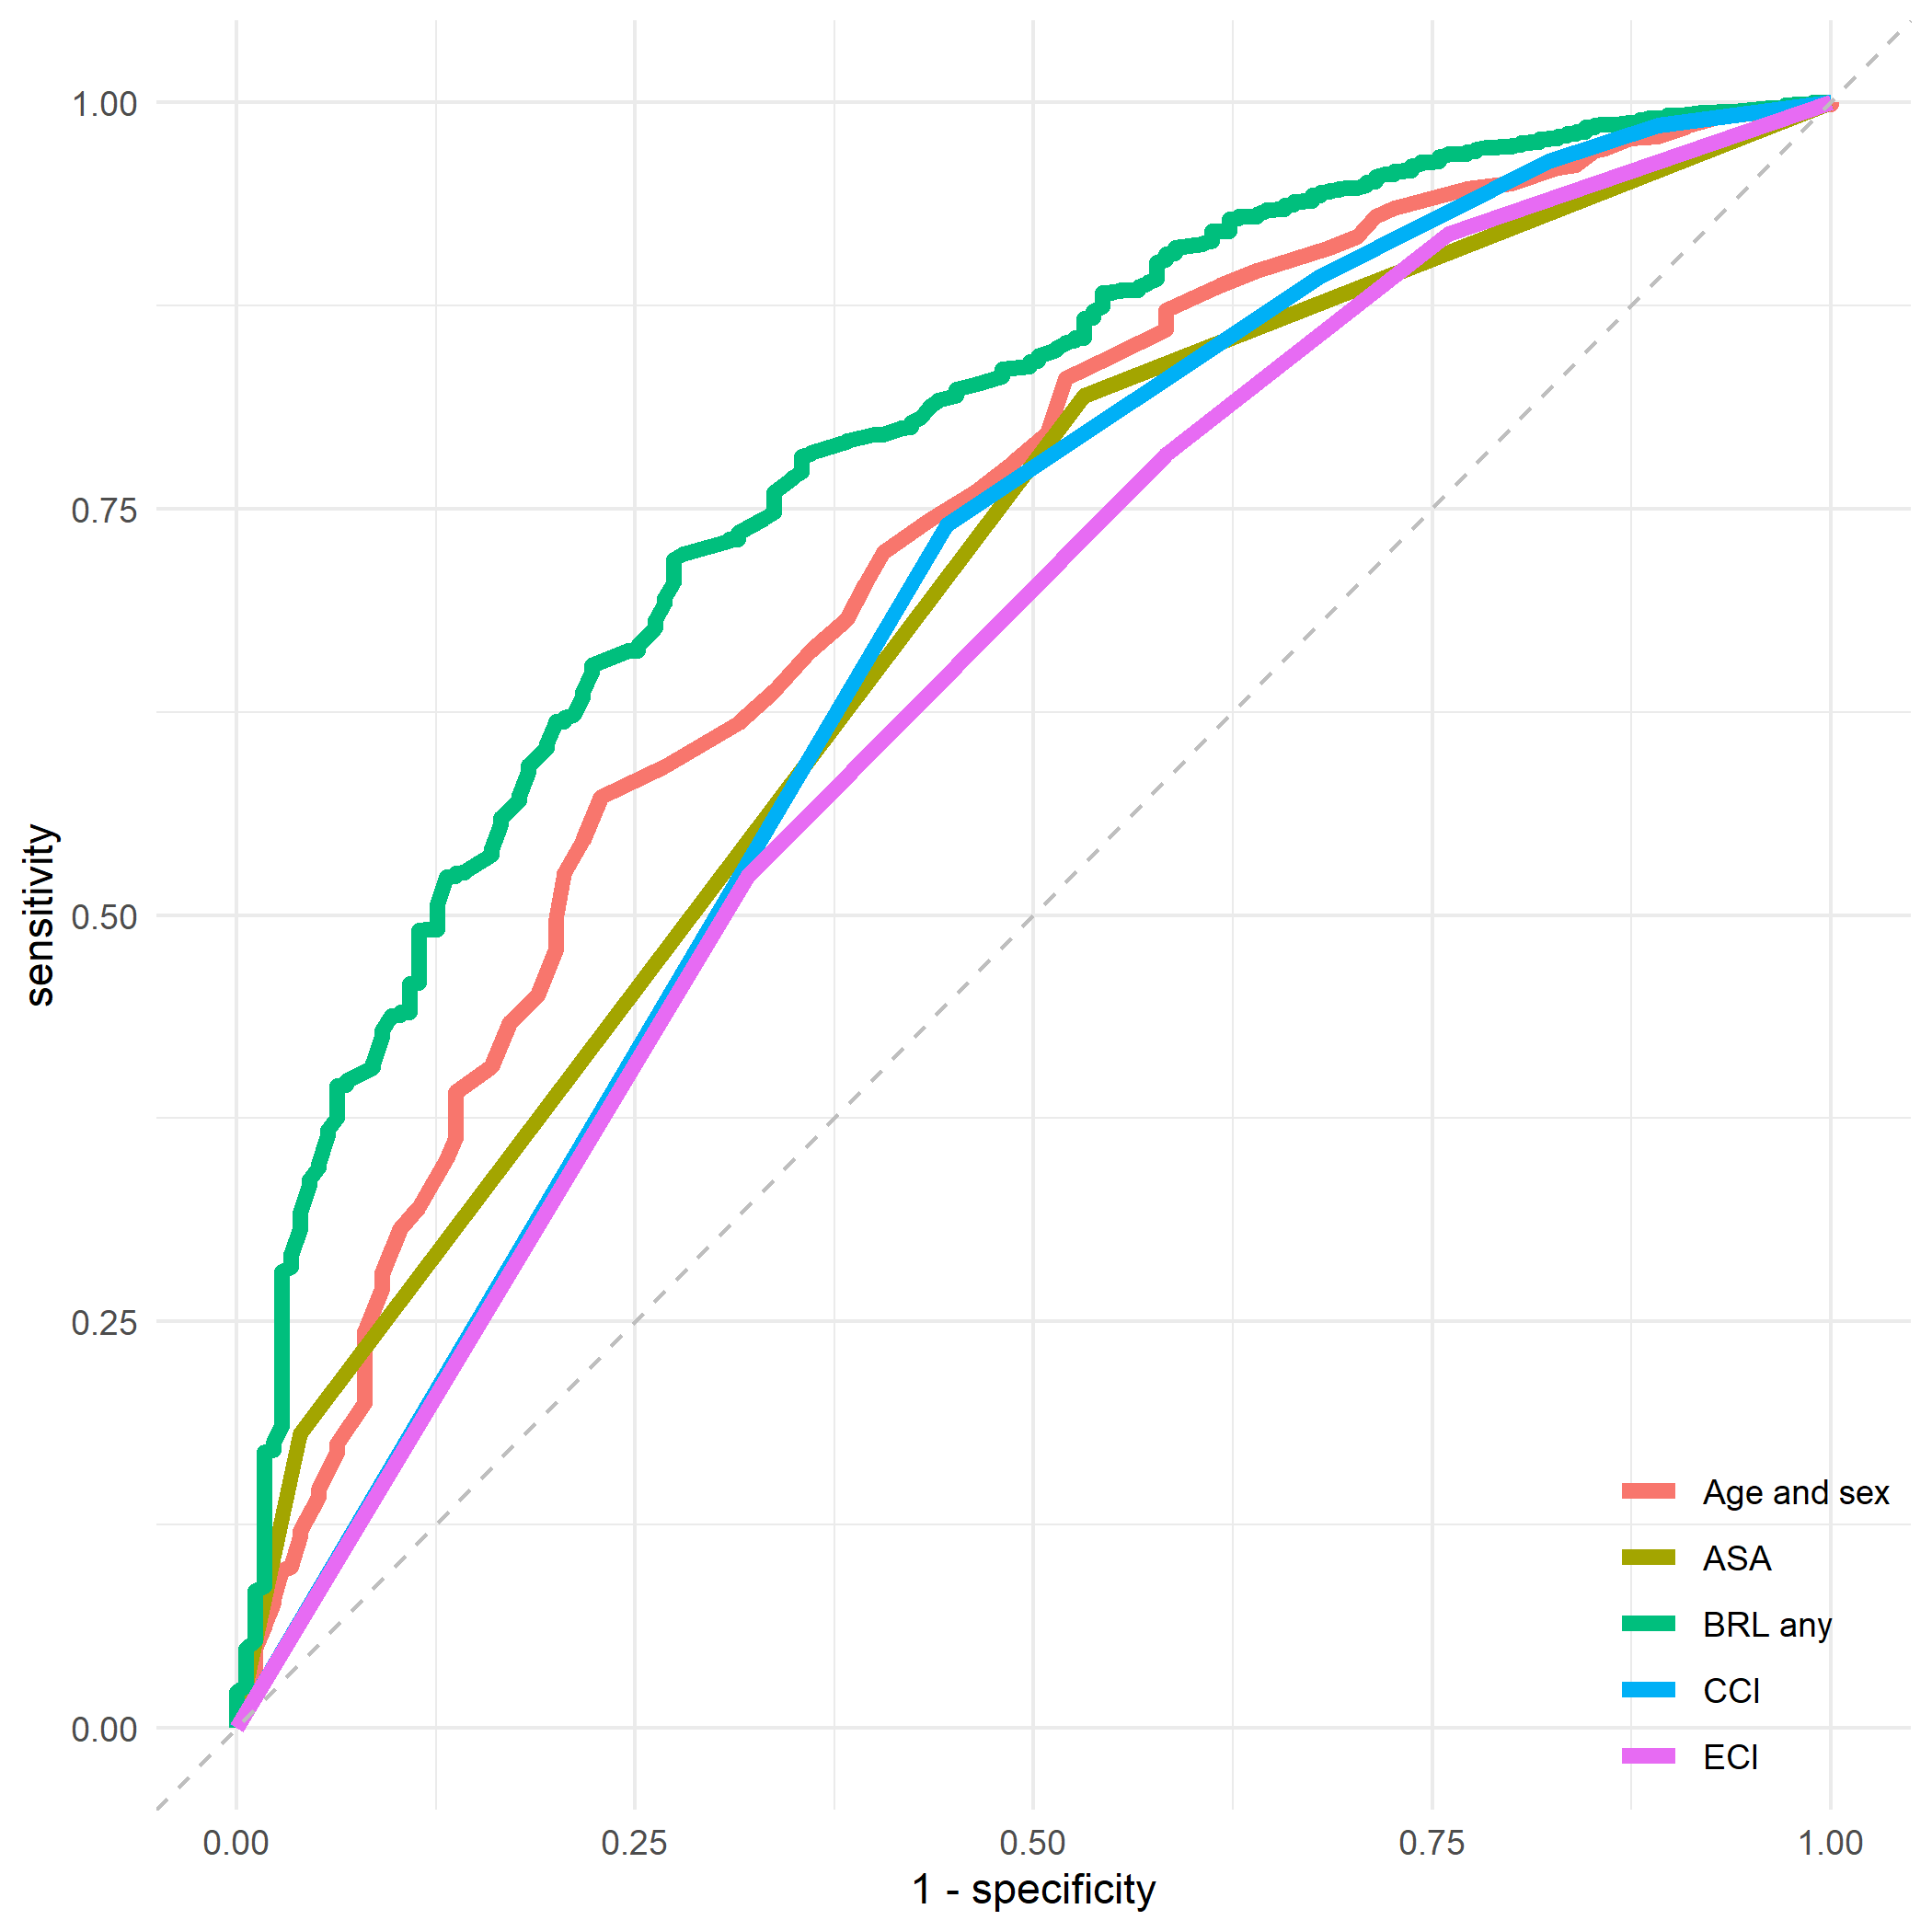 1.00
0.75
0.50
0.25
0.00
sensitivity
0.00 0.25 0.50 0.75 1.00
1 - specificity
Age and sex
ASA
BRL any
CCI
ECI